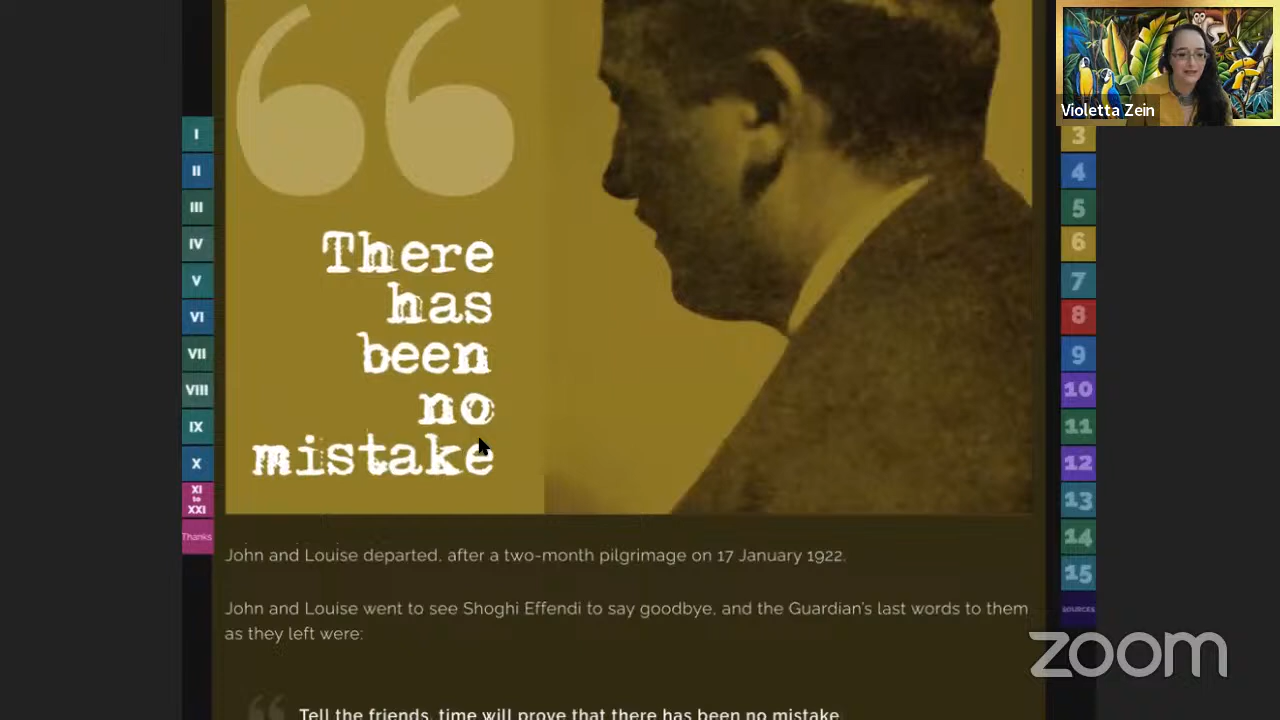 Violetta Zein
There
has
been
no
mistake
I
II
III
IV
V
VI
VII
VIII
IX
X
XI
to
XXI
Thanks
3
4
5
6
7
8
9
10
11
12
13
14
15
SOURCES
John and Louise departed, after a two-month pilgrimage on 17 January 1922.
John and Louise went to see Shoghi Effendi to say goodbye, and the Guardian's last words to them
as they left were:
Tell the friends, time will prove that there has been no mistake.
zoom